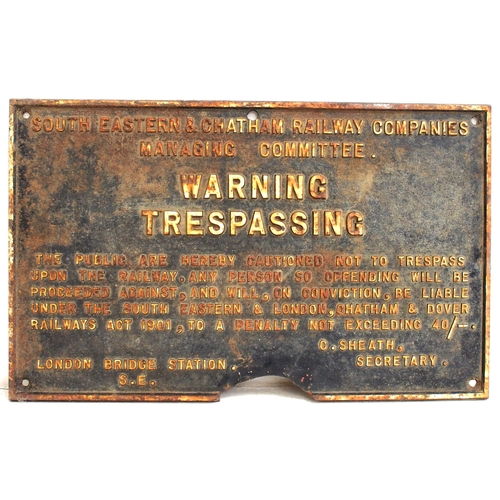 SOUTH EASTERN & CHATHAM RAILWAY COMPANIES
MANAGING COMMITTEE.
WARNING
TRESPASSING
THE PUBLIC ARE HEREBY CAUTIONED NOT TO TRESPASS
UPON THE RAILWAY, ANY PERSON SO OFFENDING WILL BE
PROCEEDED AGAINST, AND WILL, ON CONVICTION, BE LIABLE
UNDER THE SOUTH EASTERN & LONDON, CHATHAM & DOVER
RAILWAYS ACT 1901, TO A PENALTY NOT EXCEEDING 40/–.
C. SHEATH,
SECRETARY.
LONDON BRIDGE STATION.
S.E.